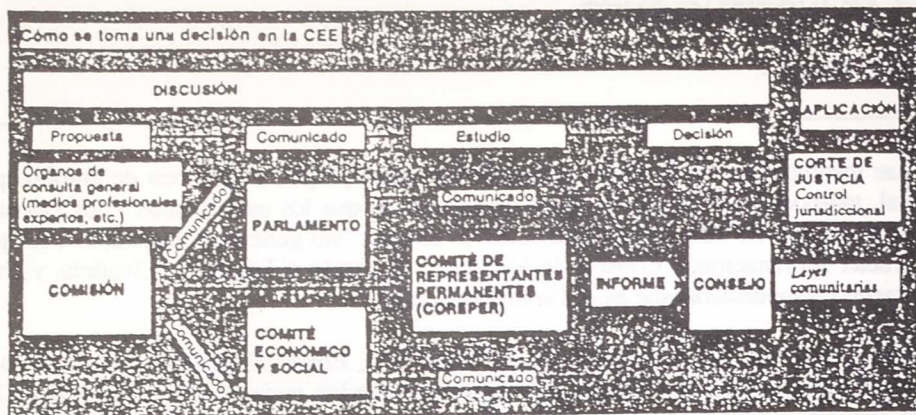 Cómo se toma una decisión en la CEE
DISCUSIÓN
APLICACIÓN
Propuesta
Comunicado
Estudio
Decisión
Órganos de
consulta general
(medios profesionales,
expertos, etc.)
COMISIÓN
Comunicado
Comunicado
PARLAMENTO
COMITÉ
ECONÓMICO
Y SOCIAL
Comunicado
COMITÉ DE
REPRESENTANTES
PERMANENTES
(COREPER)
Comunicado
INFORME
CONSEJO
CORTE DE
JUSTICIA
Control
jurisdiccional
Leyes
comunitarias